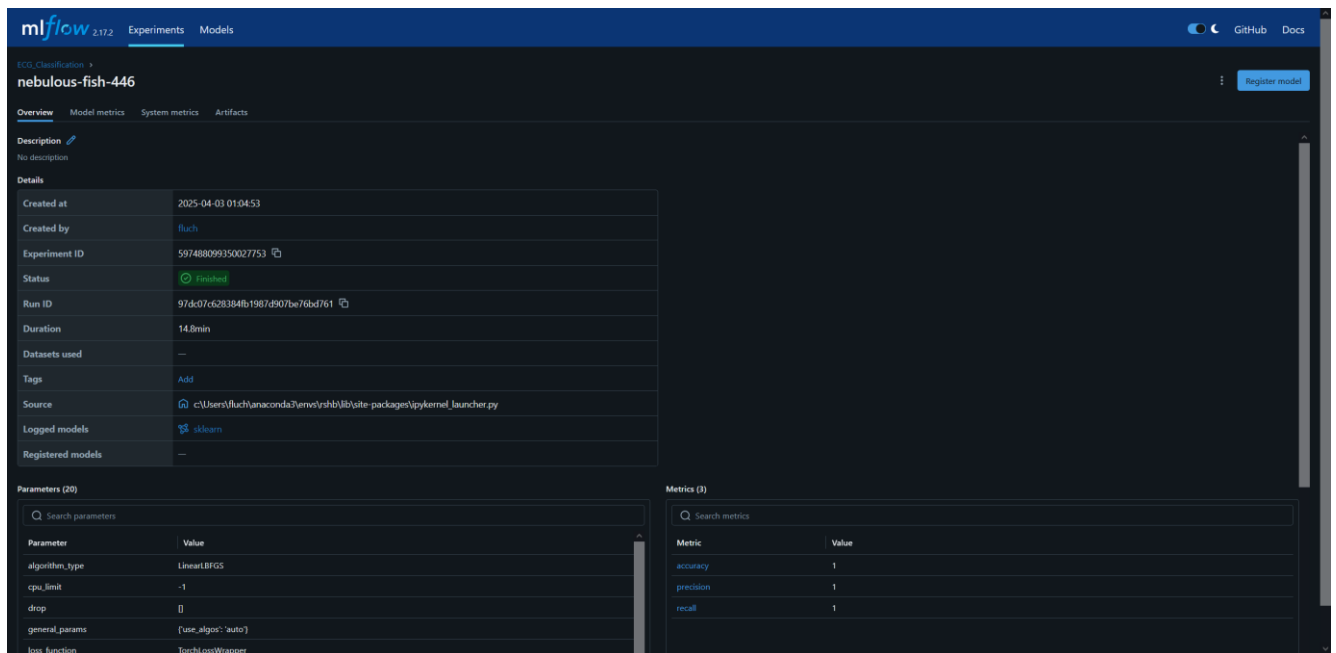 mlflow 2.17.2 Experiments Models GitHub Docs
ECG_Classification >
nebulous-fish-446
Register model
Overview Model metrics System metrics Artifacts
Description
No description
Details
Created at 2025-04-03 01:04:53
Created by fluch
Experiment ID 597488099350027753
Status Finished
Run ID 97dc07c628384fb1987d907be76bd761
Duration 14.8min
Datasets used —
Tags Add
Source c:\Users\fluch\anaconda3\envs\rshb\lib\site-packages\ipykernel_launcher.py
Logged models sklearn
Registered models —
Parameters (20)
Search parameters
Parameter Value
algorithm_type LinearLBFGS
cpu_limit -1
drop []
general_params {'use_algos': 'auto'}
loss_function TorchLossWrapper
Metrics (3)
Search metrics
Metric Value
accuracy 1
precision 1
recall 1